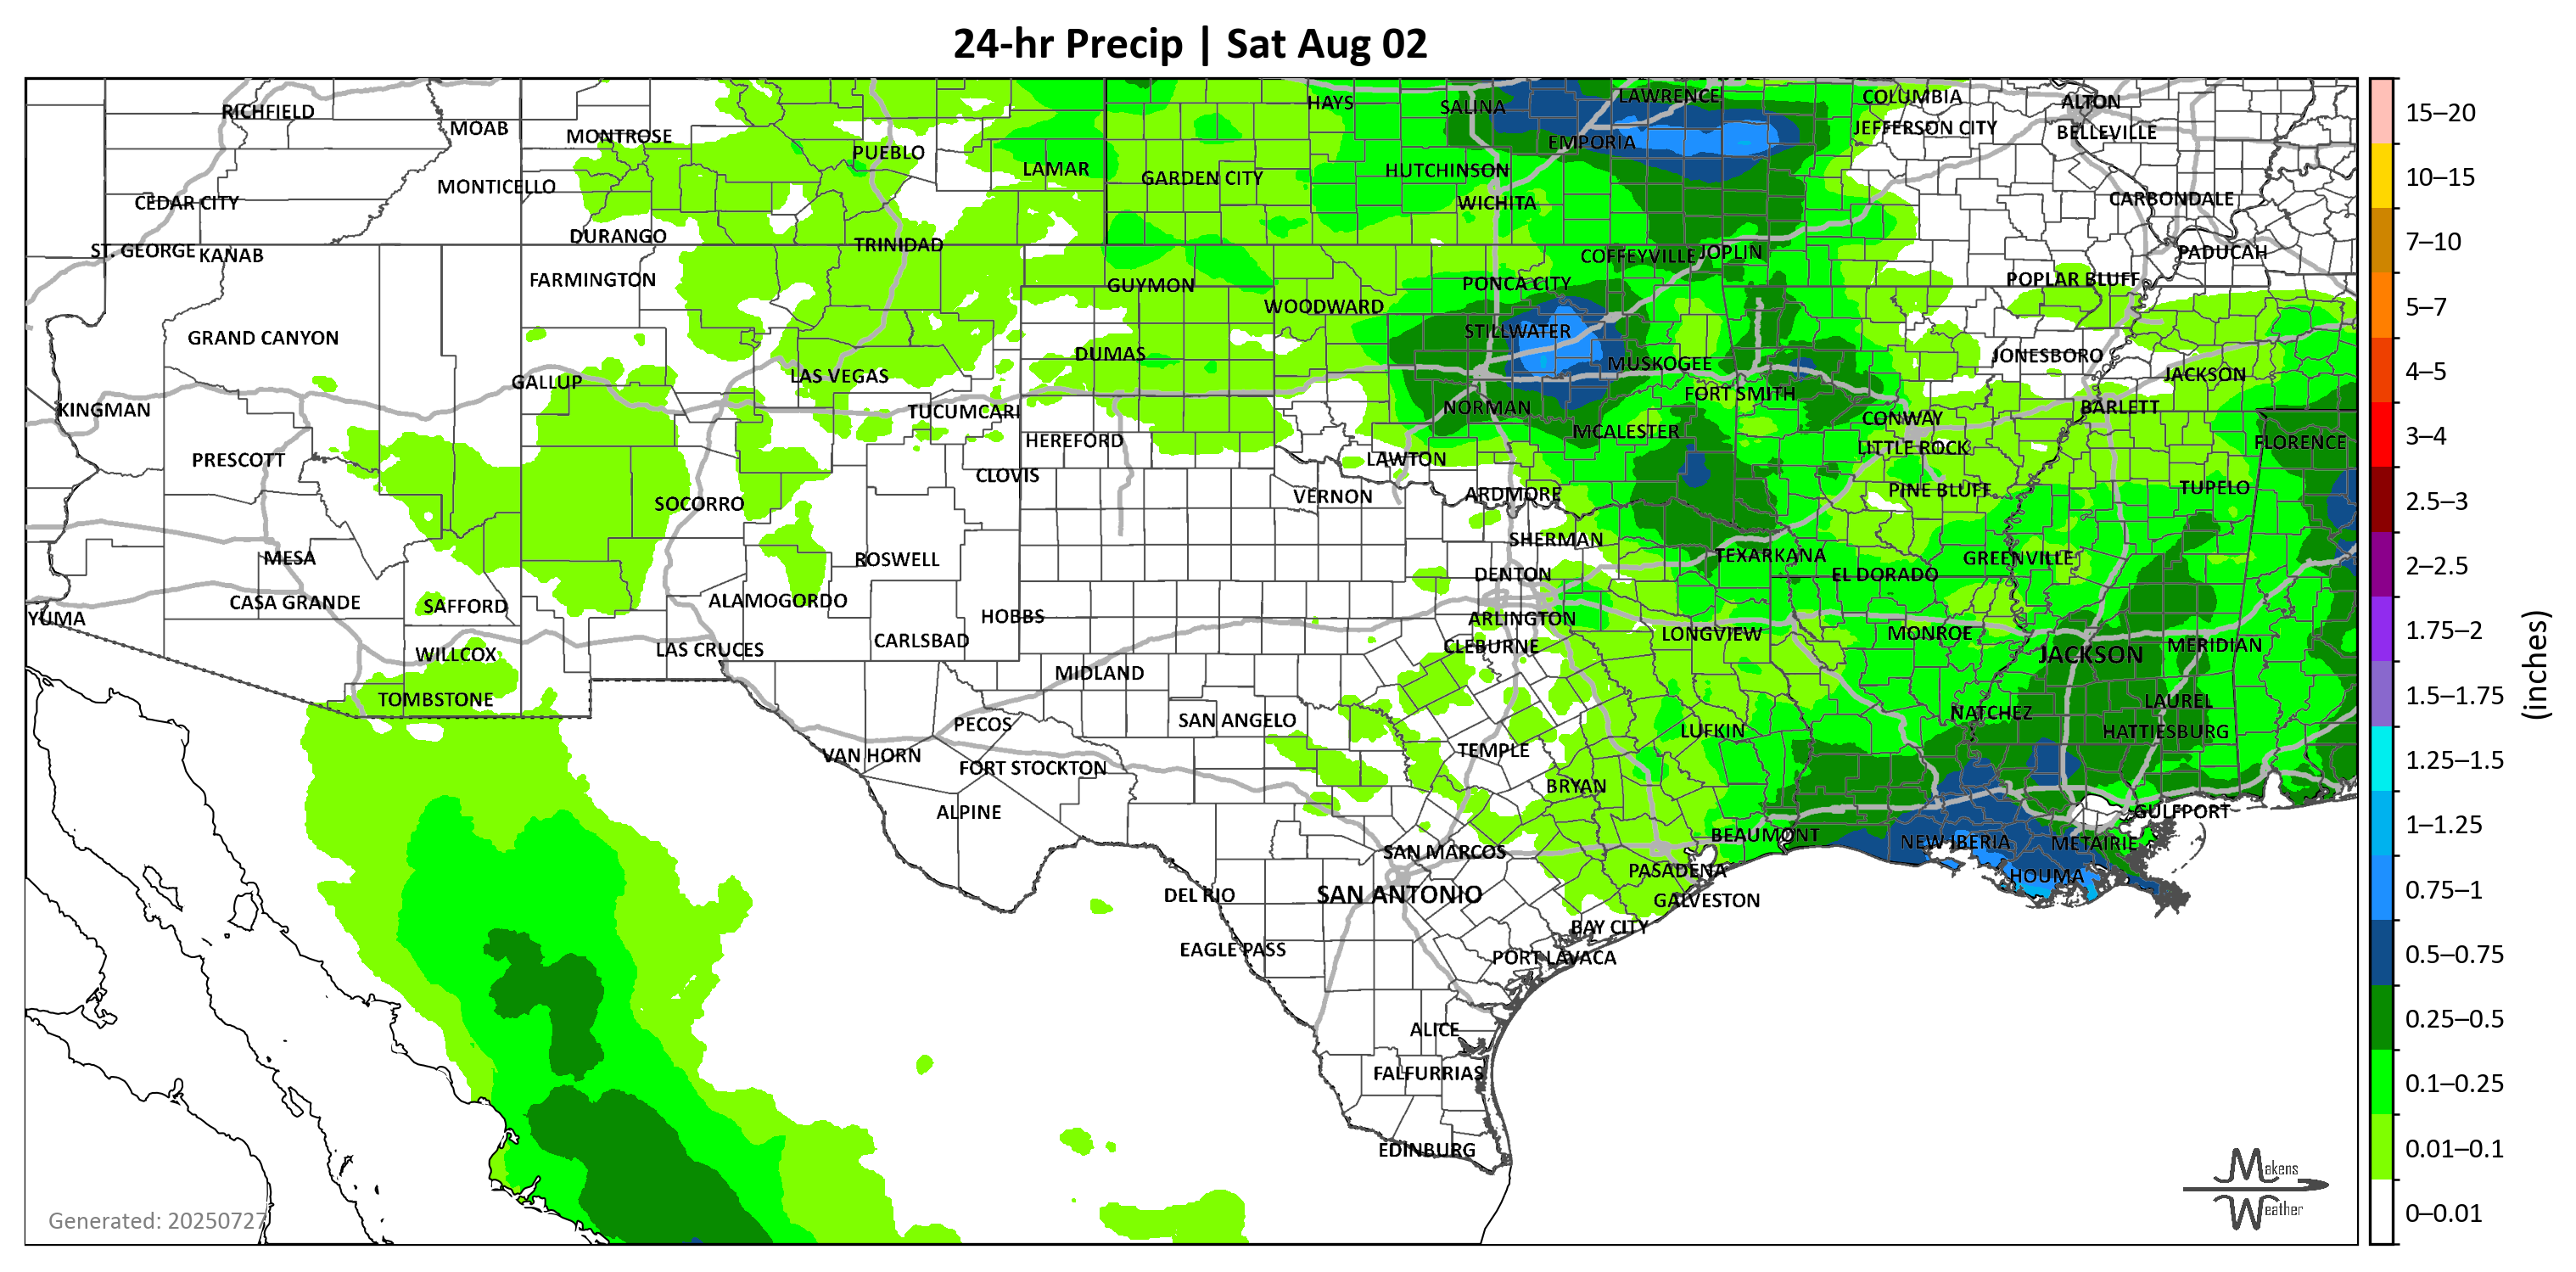 24-hr Precip | Sat Aug 02
RICHFIELD
MOAB
MONTROSE
PUEBLO
LAMAR
HAYS
SALINA
LAWRENCE
COLUMBIA
ALTON
JEFFERSON CITY
BELLEVILLE
EMPORIA
CEDAR CITY
MONTICELLO
GARDEN CITY
HUTCHINSON
WICHITA
CARBONDALE
ST. GEORGE
KANAB
DURANGO
TRINIDAD
COFFEYVILLE
JOPLIN
PADUCAH
FARMINGTON
GUYMON
WOODWARD
PONCA CITY
POPLAR BLUFF
GRAND CANYON
STILLWATER
DUMAS
MUSKOGEE
JONESBORO
GALLUP
LAS VEGAS
FORT SMITH
JACKSON
KINGMAN
TUCUMCARI
NORMAN
CONWAY
BARLETT
PRESCOTT
HEREFORD
MCALESTER
LITTLE ROCK
FLORENCE
CLOVIS
LAWTON
SOCORRO
VERNON
ARDMORE
PINE BLUFF
TUPELO
MESA
ROSWELL
SHERMAN
TEXARKANA
GREENVILLE
DENTON
EL DORADO
YUMA
CASA GRANDE
SAFFORD
ALAMOGORDO
HOBBS
ARLINGTON
WILLCOX
LAS CRUCES
CARLSBAD
CLEBURNE
LONGVIEW
MONROE
JACKSON
MERIDIAN
TOMBSTONE
MIDLAND
PECOS
SAN ANGELO
NATCHEZ
LAUREL
VAN HORN
FORT STOCKTON
TEMPLE
LUFKIN
HATTIESBURG
ALPINE
BRYAN
GULFPORT
SAN MARCOS
BEAUMONT
NEW IBERIA
METAIRIE
DEL RIO
SAN ANTONIO
PASADENA
HOUMA
GALVESTON
EAGLE PASS
BAY CITY
PORT LAVACA
ALICE
FALFURRIAS
EDINBURG
Generated: 20250727
Makens
Weather
15–20
10–15
7–10
5–7
4–5
3–4
2.5–3
2–2.5
1.75–2
1.5–1.75
1.25–1.5
1–1.25
0.75–1
0.5–0.75
0.25–0.5
0.1–0.25
0.01–0.1
0–0.01
(inches)